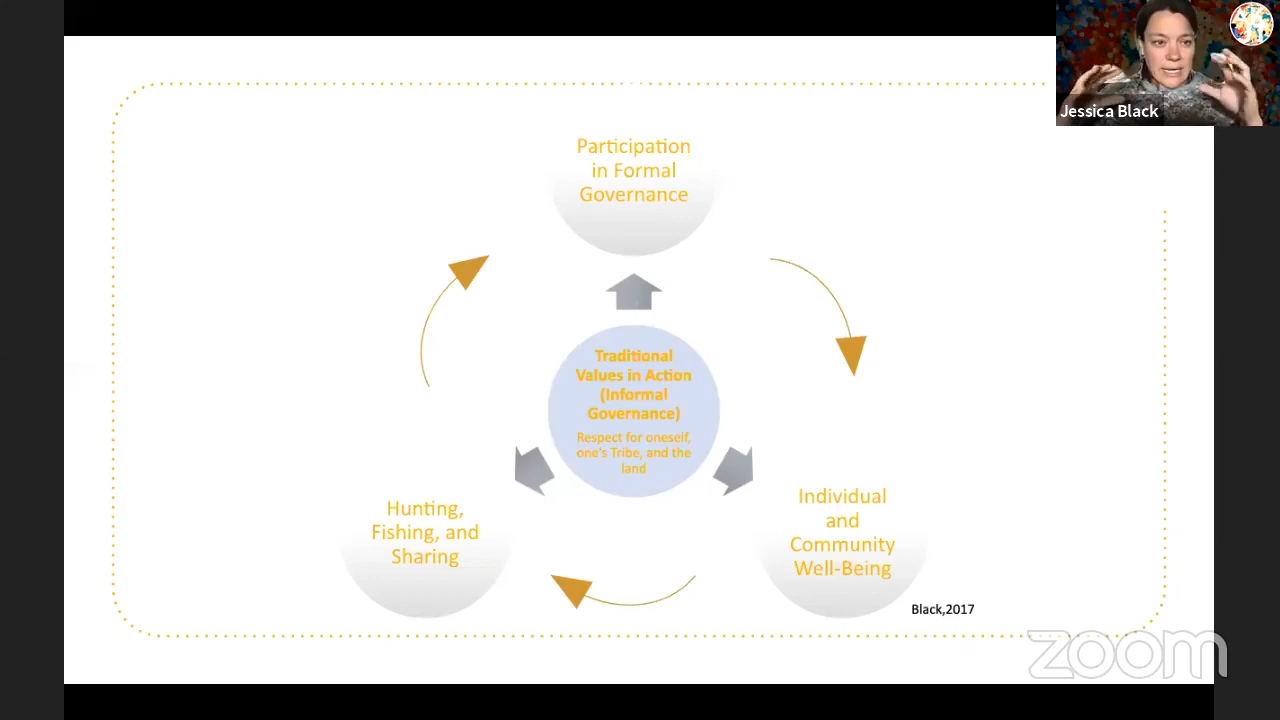 Jessica Black
Participation
in Formal
Governance
Traditional
Values in Action
(Informal
Governance)
Respect for oneself,
one's Tribe, and the
land
Hunting,
Fishing, and
Sharing
Individual
and
Community
Well-Being
Black,2017
zoom